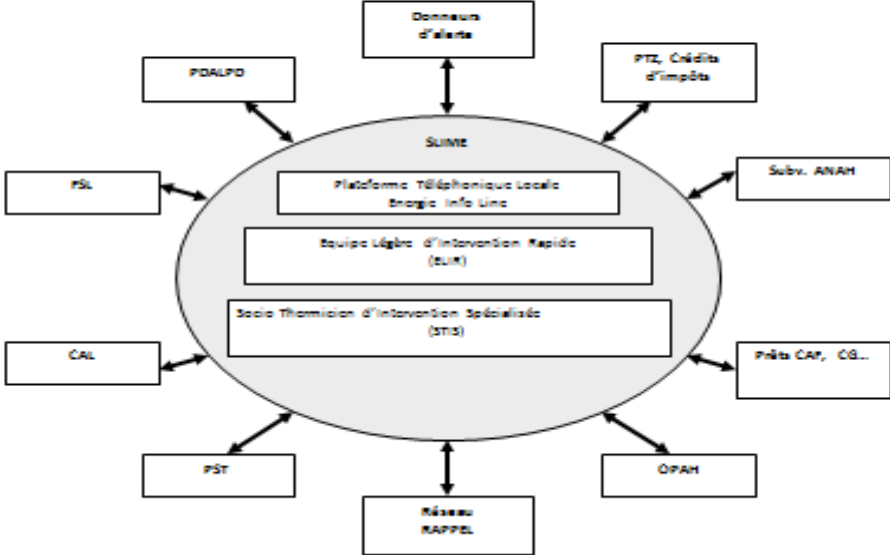 Donneurs
d'alerte
PDALPD
PTZ, Crédits
d'impôts
SLIME
FSL
Plateforme Téléphonique Locale
Energie Info Line
Subv. ANAH
Equipe Légère d'Intervention Rapide
(ELIR)
Socio Thermicien d'Intervention Spécialisée
(STIS)
CAL
Prêts CAF, CG...
PST
OPAH
Réseau
RAPPEL